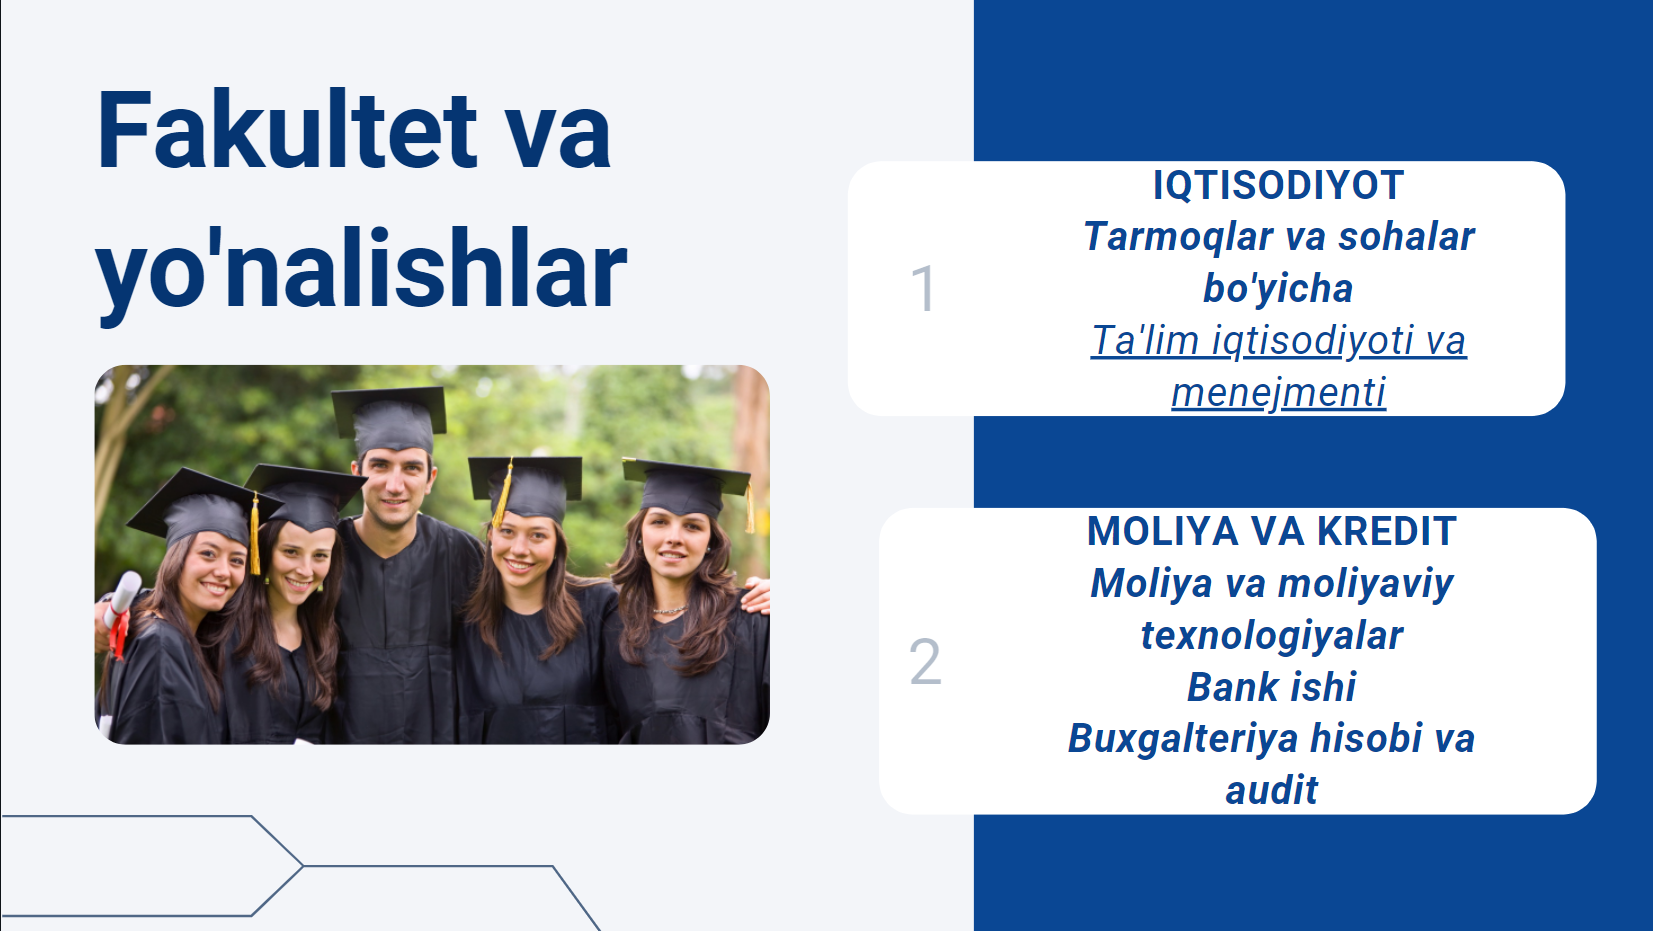 Fakultet va
yo'nalishlar
1
IQTISODIYOT
Tarmoqlar va sohalar
bo'yicha
Ta'lim iqtisodiyoti va
menejmenti
2
MOLIYA VA KREDIT
Moliya va moliyaviy
texnologiyalar
Bank ishi
Buxgalteriya hisobi va
audit